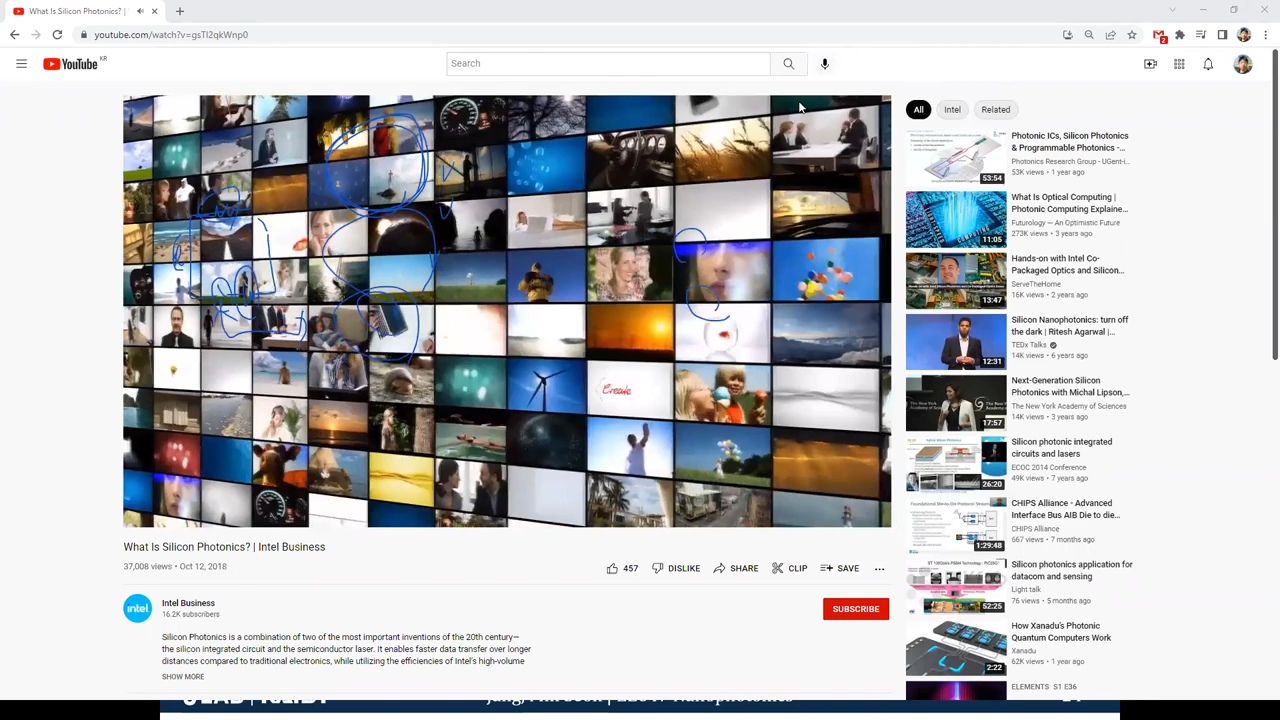 What Is Silicon Photonics? |
youtube.com/watch?v=gsTl2qkWnp0
2
YouTube KR
Search
Create
What Is Silicon Photonics? | Intel Business
37,008 views • Oct 12, 2018
457
DISLIKE
SHARE
CLIP
SAVE
intel
Intel Business
16.2K subscribers
SUBSCRIBE
Silicon Photonics is a combination of two of the most important inventions of the 20th century—
the silicon integrated circuit and the semiconductor laser. It enables faster data transfer over longer
distances compared to traditional electronics, while utilizing the efficiencies of Intel's high-volume
SHOW MORE
All
Intel
Related
Photonic ICs, Silicon Photonics
& Programmable Photonics -...
Photonics Research Group - UGent-i...
53K views • 1 year ago
53:54
What Is Optical Computing |
Photonic Computing Explaine...
Futurology — An Optimistic Future
273K views • 3 years ago
11:05
Hands-on with Intel Co-
Packaged Optics and Silicon...
ServeTheHome
16K views • 2 years ago
13:47
Silicon Nanophotonics: turn off
the dark | Ritesh Agarwal |...
TEDx Talks
14K views • 6 years ago
12:31
Next-Generation Silicon
Photonics with Michal Lipson,...
The New York Academy of Sciences
14K views • 3 years ago
17:57
Silicon photonic integrated
circuits and lasers
ECOC 2014 Conference
49K views • 7 years ago
26:20
CHIPS Alliance - Advanced
Interface Bus AIB Die to die...
CHIPS Alliance
667 views • 7 months ago
1:29:48
Silicon photonics application for
datacom and sensing
Light talk
76 views • 5 months ago
52:25
How Xanadu's Photonic
Quantum Computers Work
Xanadu
62K views • 1 year ago
2:22
ELEMENTS S1 E36